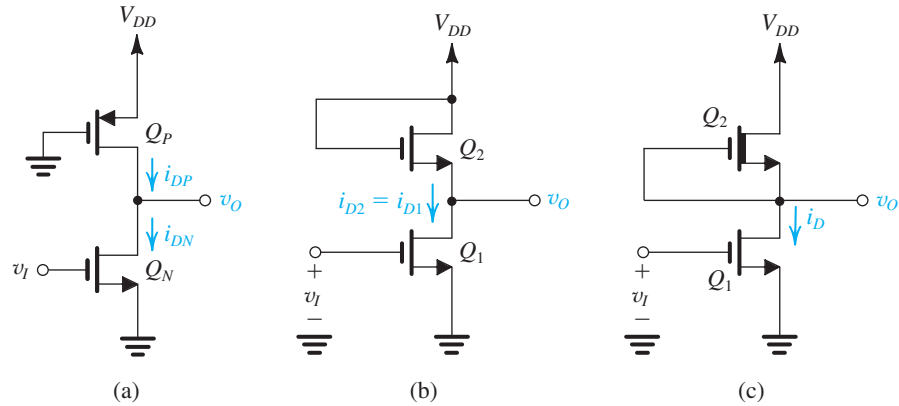 V_DD
Q_P
i_DP
v_O
i_DN
v_I
Q_N
(a)
V_DD
Q_2
i_D2 = i_D1
v_O
Q_1
+
v_I
−
(b)
V_DD
Q_2
v_O
i_D
Q_1
+
v_I
−
(c)